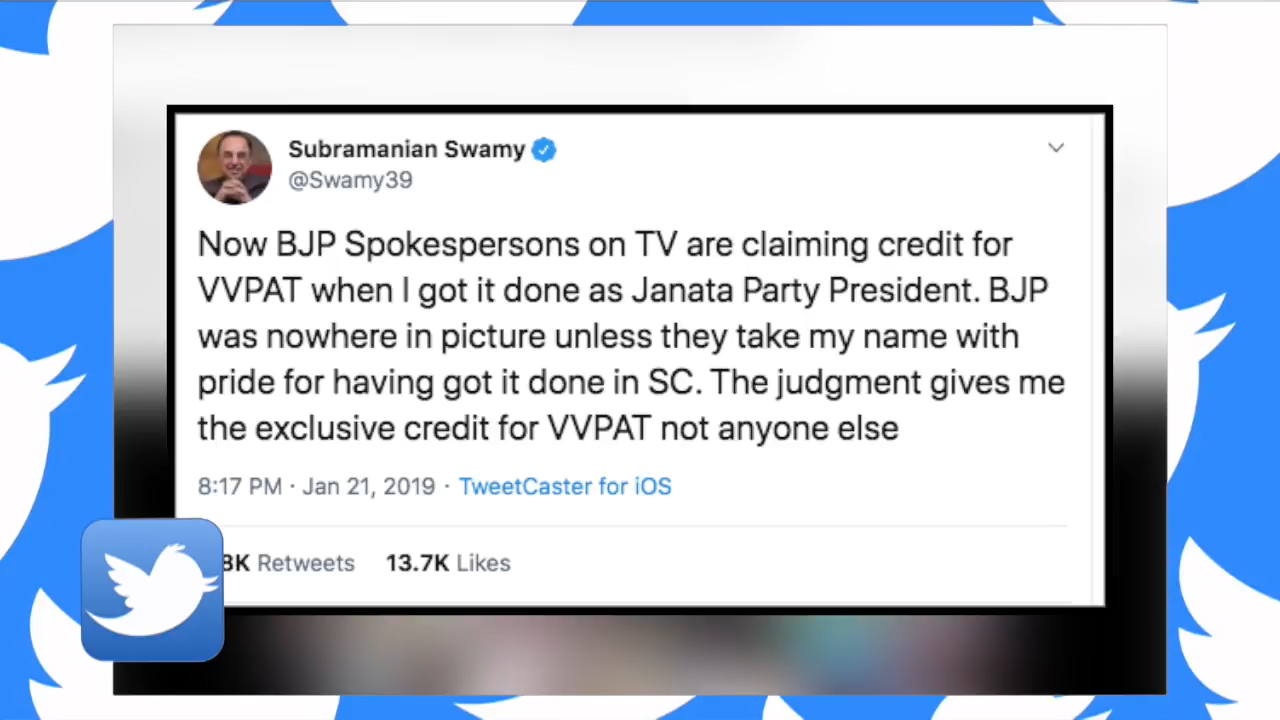 Subramanian Swamy
@Swamy39
Now BJP Spokespersons on TV are claiming credit for
VVPAT when I got it done as Janata Party President. BJP
was nowhere in picture unless they take my name with
pride for having got it done in SC. The judgment gives me
the exclusive credit for VVPAT not anyone else
8:17 PM · Jan 21, 2019 · TweetCaster for iOS
Retweets 13.7K Likes